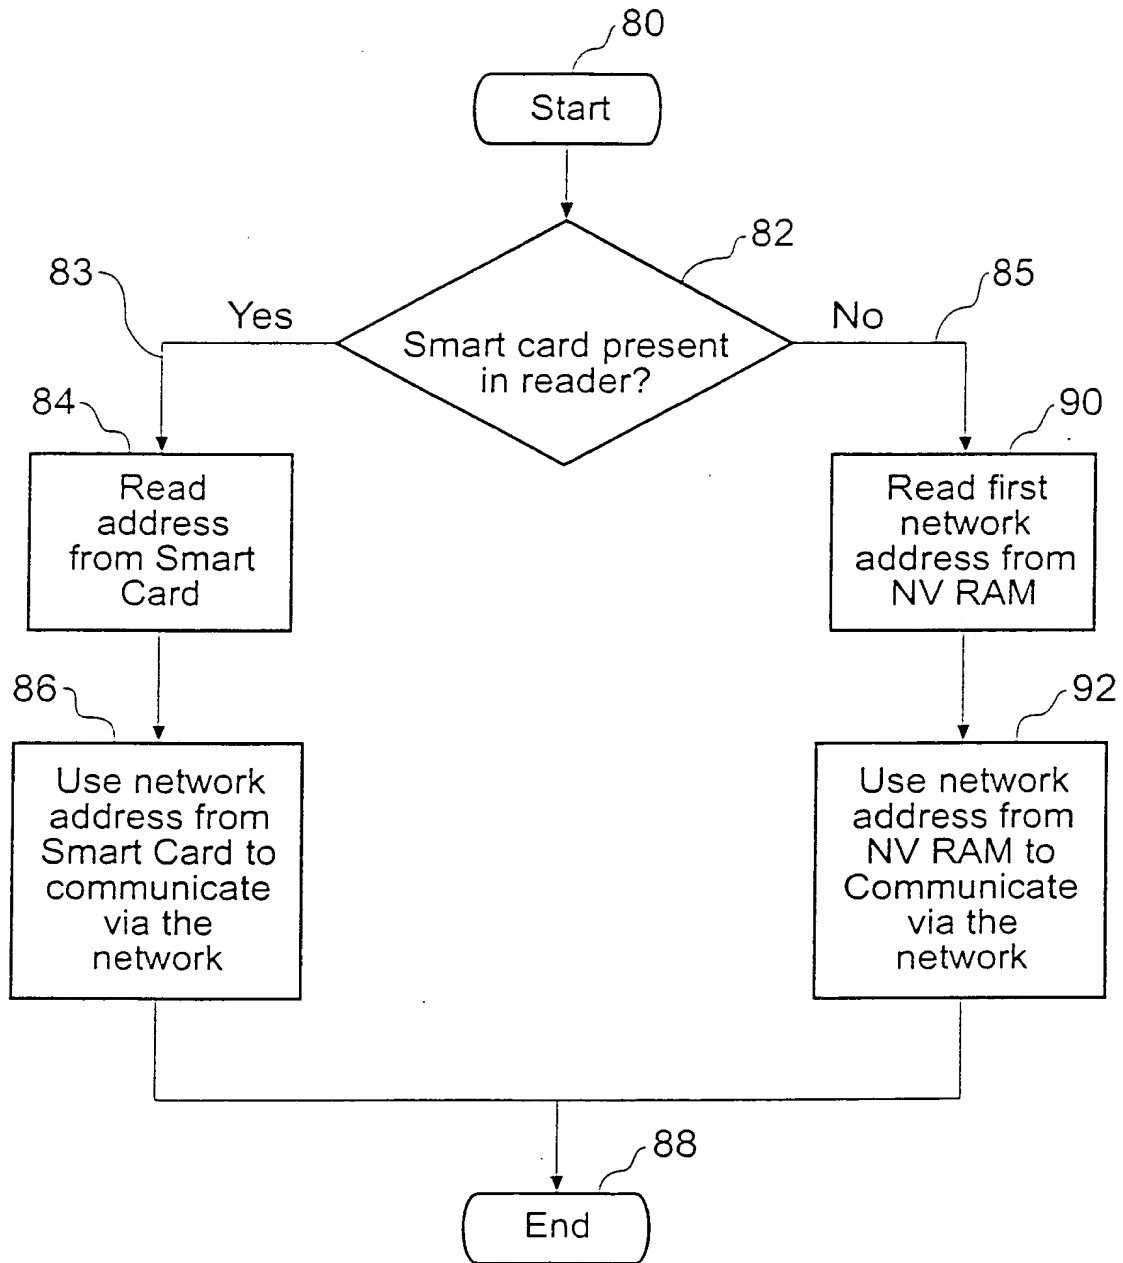 80
Start
82
83
85
Yes
No
Smart card present
in reader?
84
90
Read
address
from Smart
Card
Read first
network
address from
NV RAM
86
92
Use network
address from
Smart Card to
communicate
via the
network
Use network
address from
NV RAM to
Communicate
via the
network
88
End